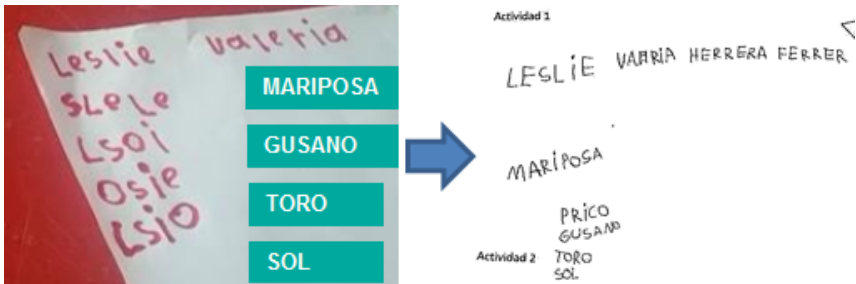 Leslie Valeria
SLeLe
LSOI
OSIe
LSIO
MARIPOSA
GUSANO
TORO
SOL
Actividad 1
LESLIE VAHRIA HERRERA FERRER
MARIPOSA
PRICO
GUSANO
Actividad 2 TORO
SOL